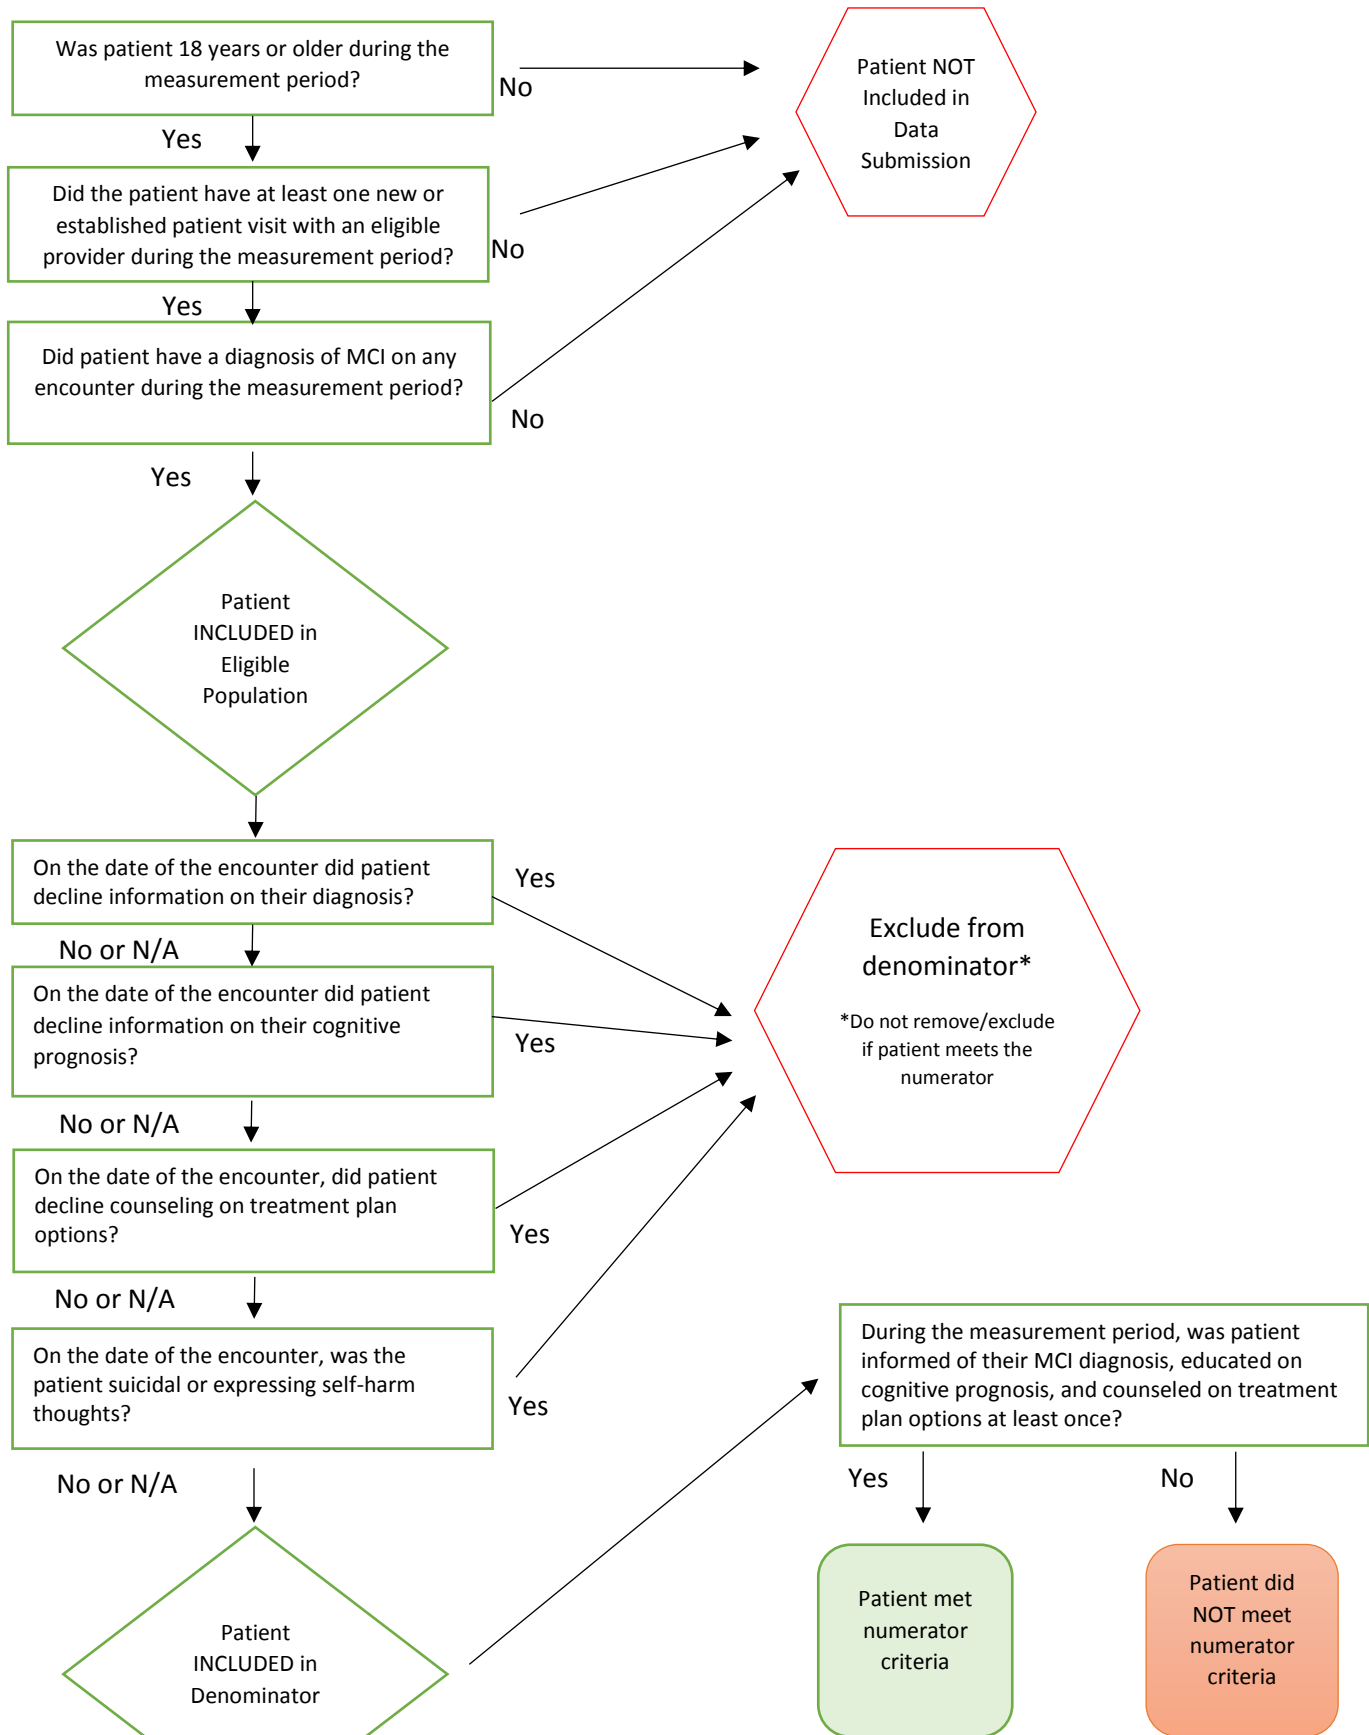 Was patient 18 years or older during the
measurement period?
No
Patient NOT
Included in
Data
Submission
Yes
Did the patient have at least one new or
established patient visit with an eligible
provider during the measurement period?
No
Yes
Did patient have a diagnosis of MCI on any
encounter during the measurement period?
No
Yes
Patient
INCLUDED in
Eligible
Population
On the date of the encounter did patient
decline information on their diagnosis?
Yes
Exclude from
denominator*
*Do not remove/exclude
if patient meets the
numerator
No or N/A
On the date of the encounter did patient
decline information on their cognitive
prognosis?
Yes
No or N/A
On the date of the encounter, did patient
decline counseling on treatment plan
options?
Yes
No or N/A
On the date of the encounter, was the
patient suicidal or expressing self-harm
thoughts?
Yes
No or N/A
Patient
INCLUDED in
Denominator
During the measurement period, was patient
informed of their MCI diagnosis, educated on
cognitive prognosis, and counseled on treatment
plan options at least once?
Yes
No
Patient met
numerator
criteria
Patient did
NOT meet
numerator
criteria